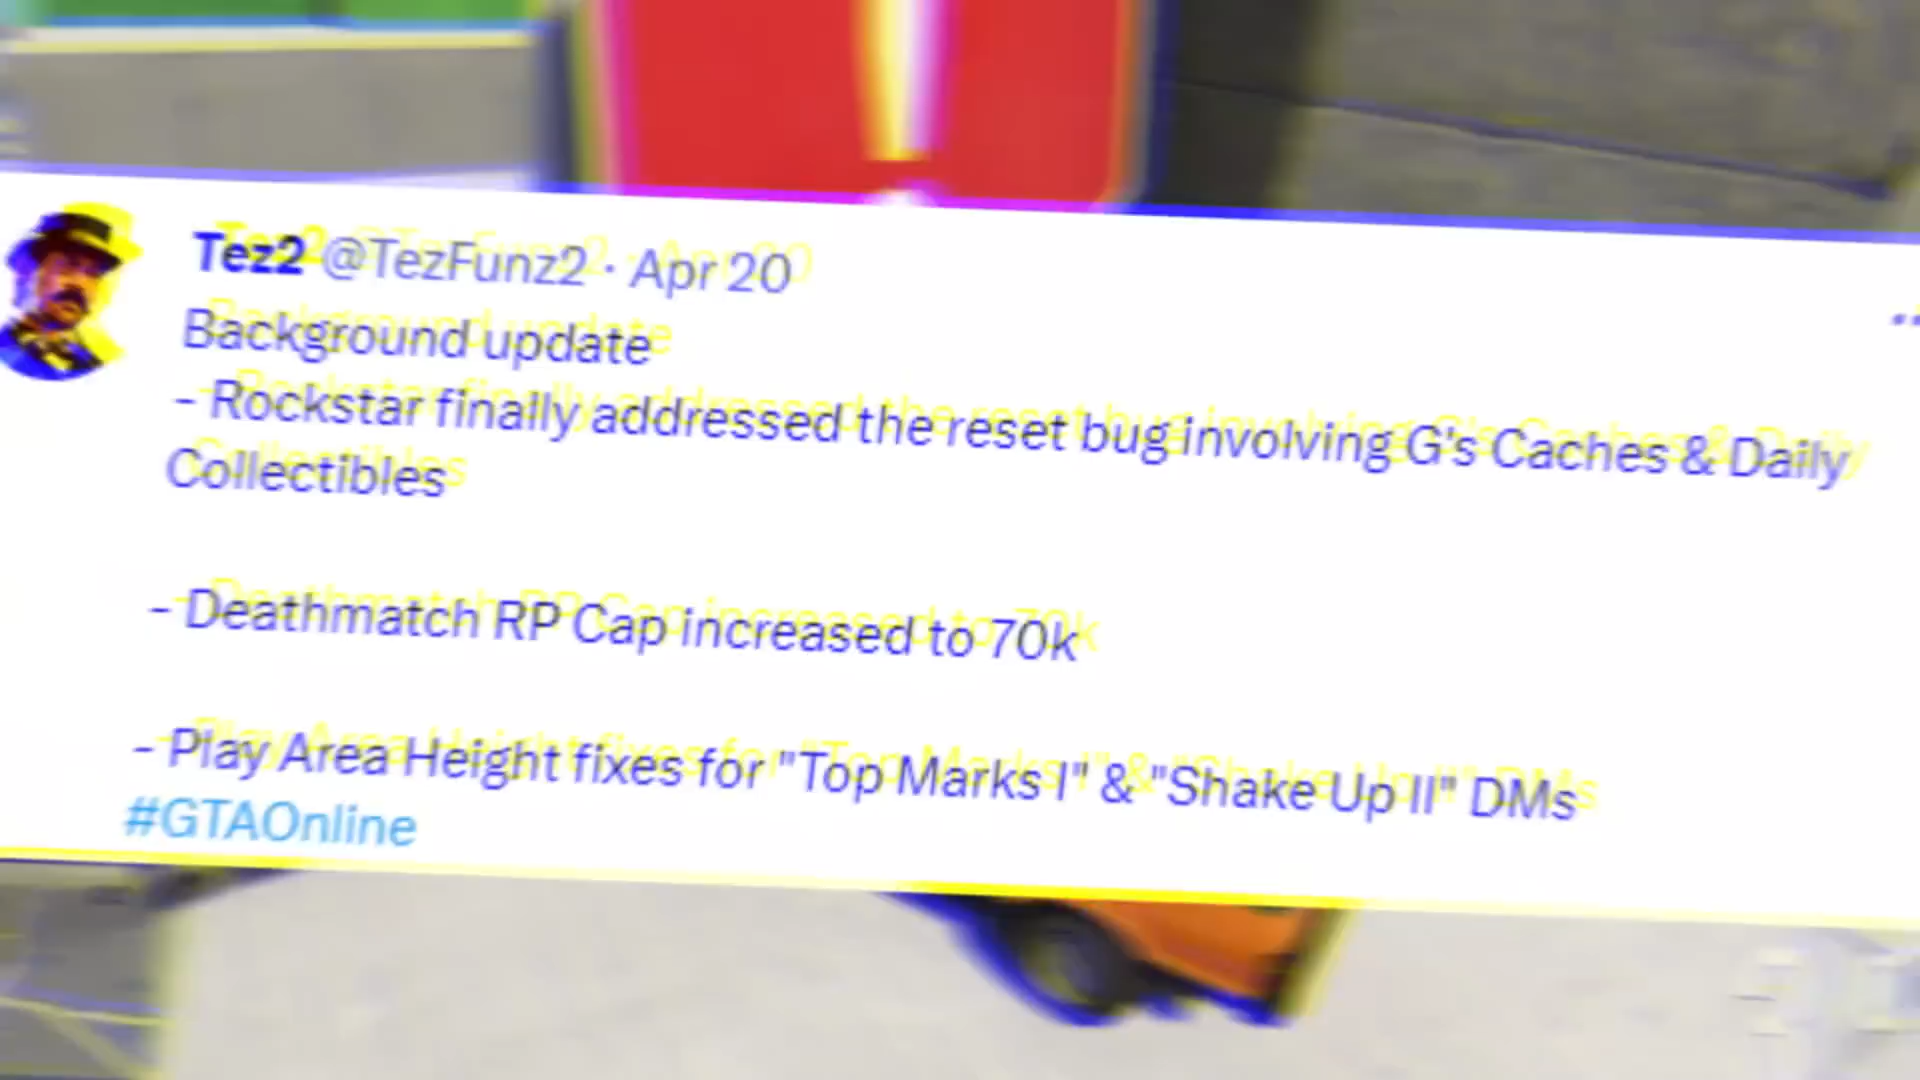 Tez2 @TezFunz2 · Apr 20
Background update
- Rockstar finally addressed the reset bug involving G's Caches & Daily
Collectibles
- Deathmatch RP Cap increased to 70k
- Play Area Height fixes for "Top Marks I" & "Shake Up II" DMs
#GTAOnline